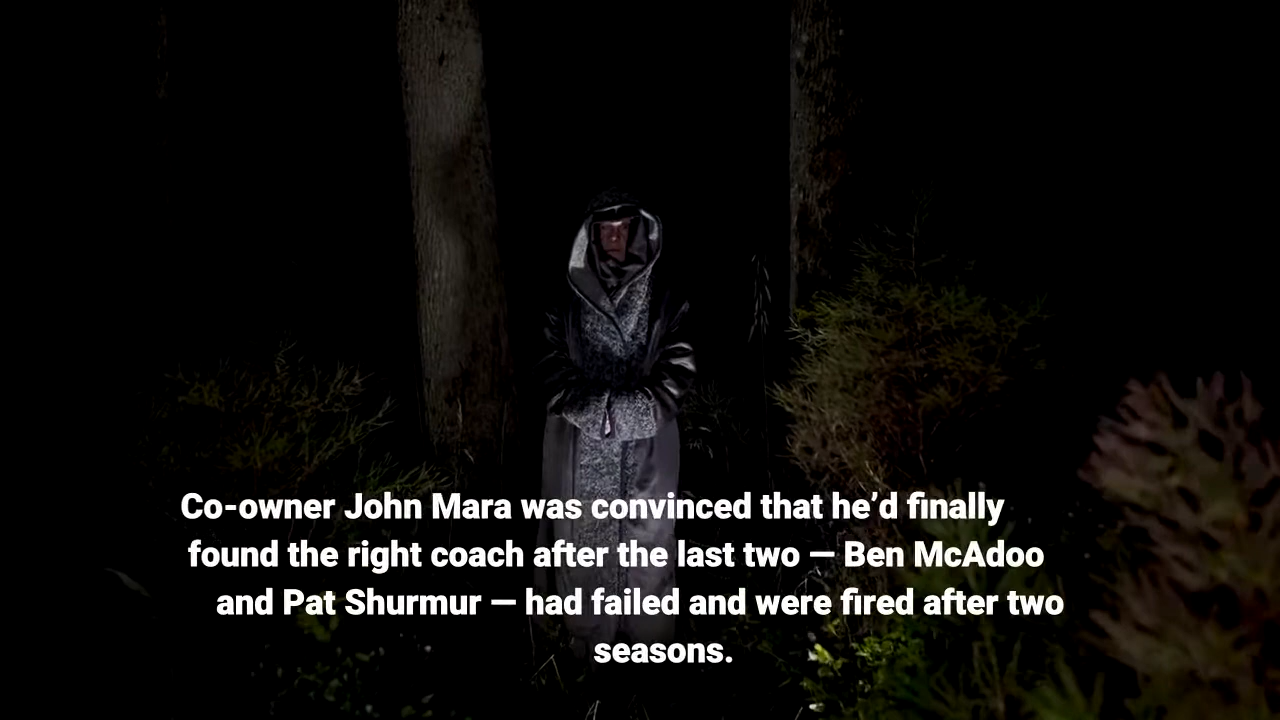 Co-owner John Mara was convinced that he’d finally
found the right coach after the last two — Ben McAdoo
and Pat Shurmur — had failed and were fired after two
seasons.